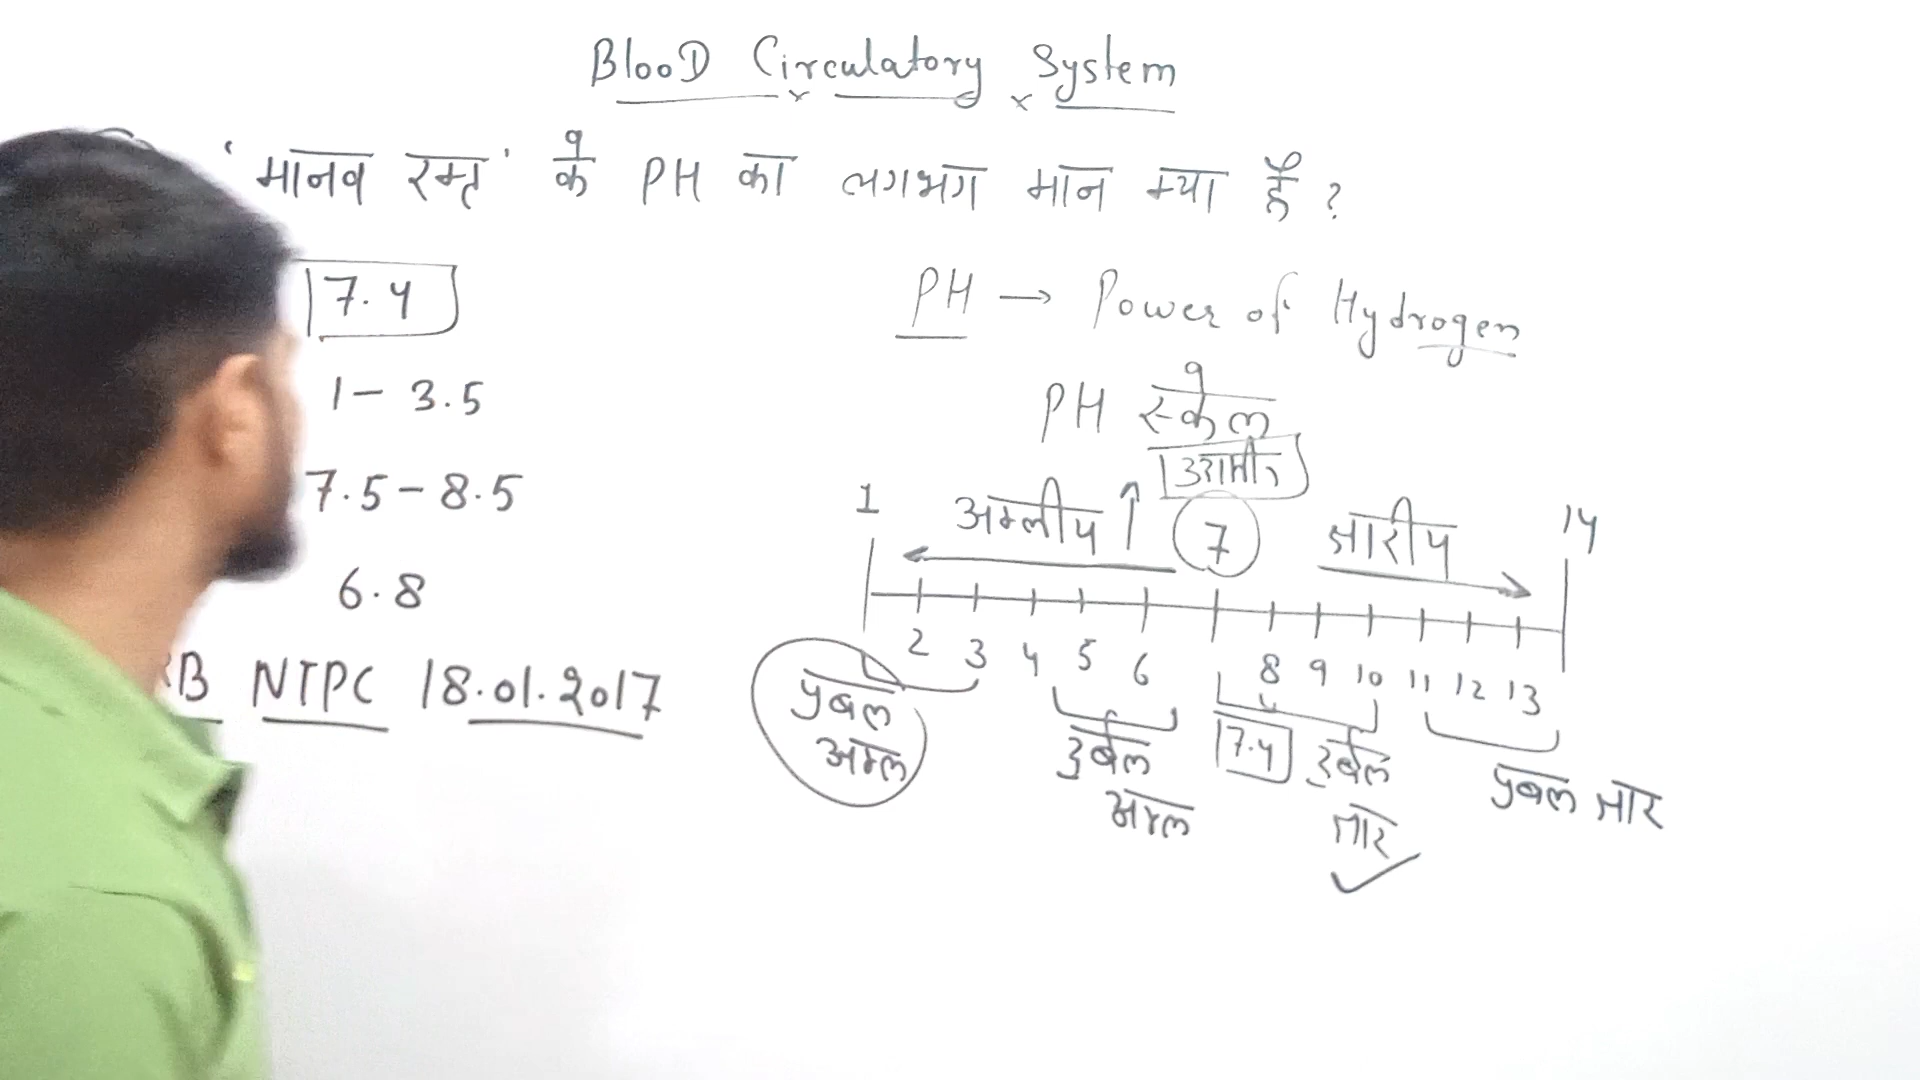 BlooD Circulatory System
'मानव रक्त' के PH का लगभग मान क्या है ?
7.4
1 - 3.5
7.5 - 8.5
6.8
RB NTPC 18.01.2017
PH → Power of Hydrogen
PH स्केल
1 अम्लीय ↑ 7 क्षारीय 14
2 3 4 5 6 8 9 10 11 12 13
प्रबल अम्ल
दुर्बल अम्ल
7.4 दुर्बल क्षार
प्रबल क्षार